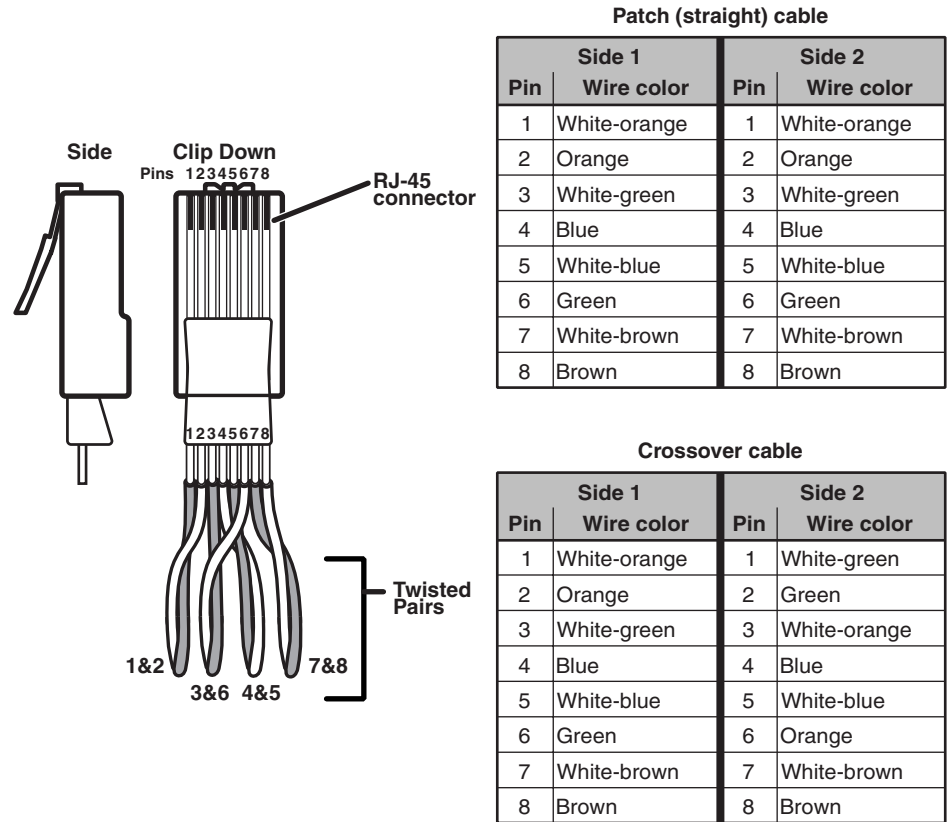 Side
Clip Down
Pins 12345678
RJ-45
connector
12345678
Twisted
Pairs
1&2
3&6
4&5
7&8
Patch (straight) cable
Side 1 Side 2
Pin Wire color Pin Wire color
1 White-orange 1 White-orange
2 Orange 2 Orange
3 White-green 3 White-green
4 Blue 4 Blue
5 White-blue 5 White-blue
6 Green 6 Green
7 White-brown 7 White-brown
8 Brown 8 Brown
Crossover cable
Side 1 Side 2
Pin Wire color Pin Wire color
1 White-orange 1 White-green
2 Orange 2 Green
3 White-green 3 White-orange
4 Blue 4 Blue
5 White-blue 5 White-blue
6 Green 6 Orange
7 White-brown 7 White-brown
8 Brown 8 Brown